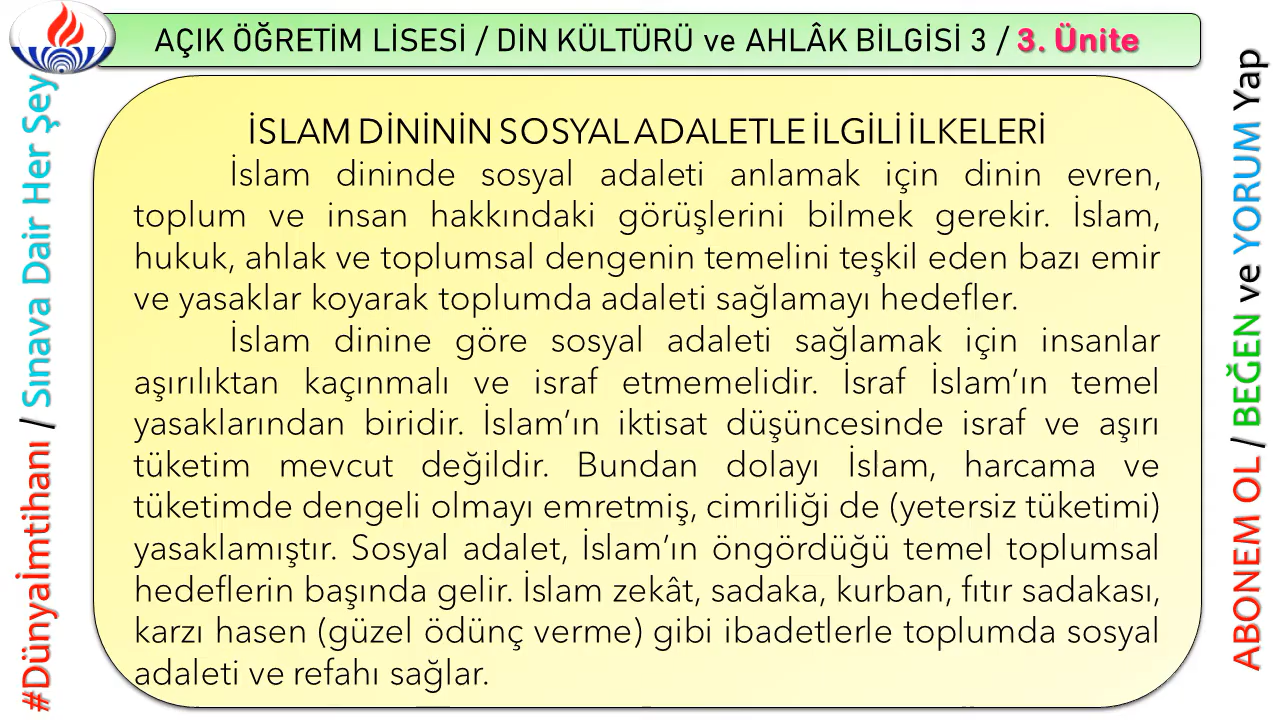 AÇIK ÖĞRETİM LİSESİ / DİN KÜLTÜRÜ ve AHLÂK BİLGİSİ 3 / 3. Ünite
#Dünyaİmtihanı / Sınava Dair Her Şey
İSLAM DİNİNİN SOSYAL ADALETLE İLGİLİ İLKELERİ
İslam dininde sosyal adaleti anlamak için dinin evren,
toplum ve insan hakkındaki görüşlerini bilmek gerekir. İslam,
hukuk, ahlak ve toplumsal dengenin temelini teşkil eden bazı emir
ve yasaklar koyarak toplumda adaleti sağlamayı hedefler.
İslam dinine göre sosyal adaleti sağlamak için insanlar
aşırılıktan kaçınmalı ve israf etmemelidir. İsraf İslam’ın temel
yasaklarından biridir. İslam’ın iktisat düşüncesinde israf ve aşırı
tüketim mevcut değildir. Bundan dolayı İslam, harcama ve
tüketimde dengeli olmayı emretmiş, cimriliği de (yetersiz tüketimi)
yasaklamıştır. Sosyal adalet, İslam’ın öngördüğü temel toplumsal
hedeflerin başında gelir. İslam zekât, sadaka, kurban, fıtır sadakası,
karzı hasen (güzel ödünç verme) gibi ibadetlerle toplumda sosyal
adaleti ve refahı sağlar.
ABONEM OL / BEĞEN ve YORUM Yap